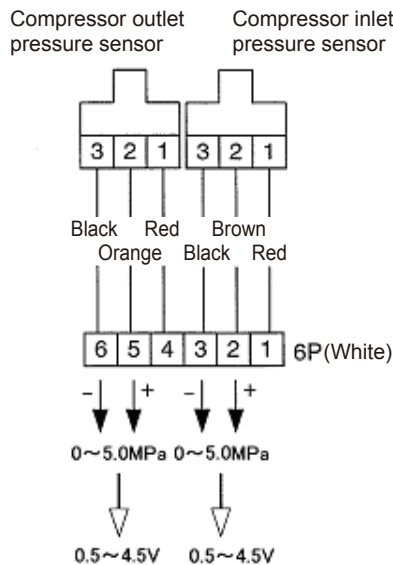 Compressor outlet pressure sensor
Compressor inlet pressure sensor
3 2 1 3 2 1
Black Red Brown
Orange Black Red
6 5 4 3 2 1 6P(White)
– + – +
0～5.0MPa 0～5.0MPa
0.5～4.5V 0.5～4.5V